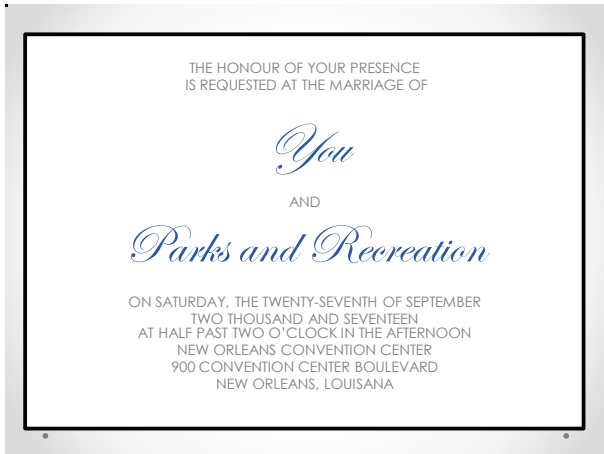 THE HONOUR OF YOUR PRESENCE
IS REQUESTED AT THE MARRIAGE OF
You
AND
Parks and Recreation
ON SATURDAY, THE TWENTY-SEVENTH OF SEPTEMBER
TWO THOUSAND AND SEVENTEEN
AT HALF PAST TWO O'CLOCK IN THE AFTERNOON
NEW ORLEANS CONVENTION CENTER
900 CONVENTION CENTER BOULEVARD
NEW ORLEANS, LOUISANA